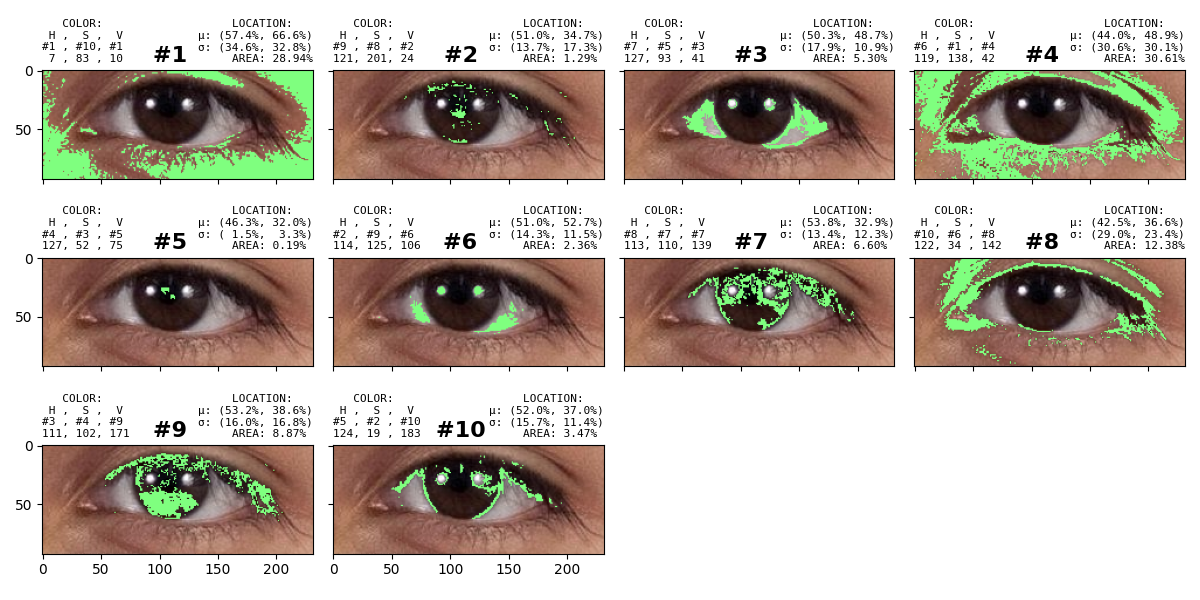 COLOR: LOCATION:
H , S , V μ: (57.4%, 66.6%)
#1 , #10, #1 σ: (34.6%, 32.8%)
7 , 83 , 10 #1 AREA: 28.94%
COLOR: LOCATION:
H , S , V μ: (51.0%, 34.7%)
#9 , #8 , #2 σ: (13.7%, 17.3%)
121, 201, 24 #2 AREA: 1.29%
COLOR: LOCATION:
H , S , V μ: (50.3%, 48.7%)
#7 , #5 , #3 σ: (17.9%, 10.9%)
127, 93 , 41 #3 AREA: 5.30%
COLOR: LOCATION:
H , S , V μ: (44.0%, 48.9%)
#6 , #1 , #4 σ: (30.6%, 30.1%)
119, 138, 42 #4 AREA: 30.61%
0
50
COLOR: LOCATION:
H , S , V μ: (46.3%, 32.0%)
#4 , #3 , #5 σ: ( 1.5%, 3.3%)
127, 52 , 75 #5 AREA: 0.19%
COLOR: LOCATION:
H , S , V μ: (51.0%, 52.7%)
#2 , #9 , #6 σ: (14.3%, 11.5%)
114, 125, 106 #6 AREA: 2.36%
COLOR: LOCATION:
H , S , V μ: (53.8%, 32.9%)
#8 , #7 , #7 σ: (13.4%, 12.3%)
113, 110, 139 #7 AREA: 6.60%
COLOR: LOCATION:
H , S , V μ: (42.5%, 36.6%)
#10, #6 , #8 σ: (29.0%, 23.4%)
122, 34 , 142 #8 AREA: 12.38%
0
50
COLOR: LOCATION:
H , S , V μ: (53.2%, 38.6%)
#3 , #4 , #9 σ: (16.0%, 16.8%)
111, 102, 171 #9 AREA: 8.87%
COLOR: LOCATION:
H , S , V μ: (52.0%, 37.0%)
#5 , #2 , #10 σ: (15.7%, 11.4%)
124, 19 , 183 #10 AREA: 3.47%
0
50
0 50 100 150 200
0 50 100 150 200